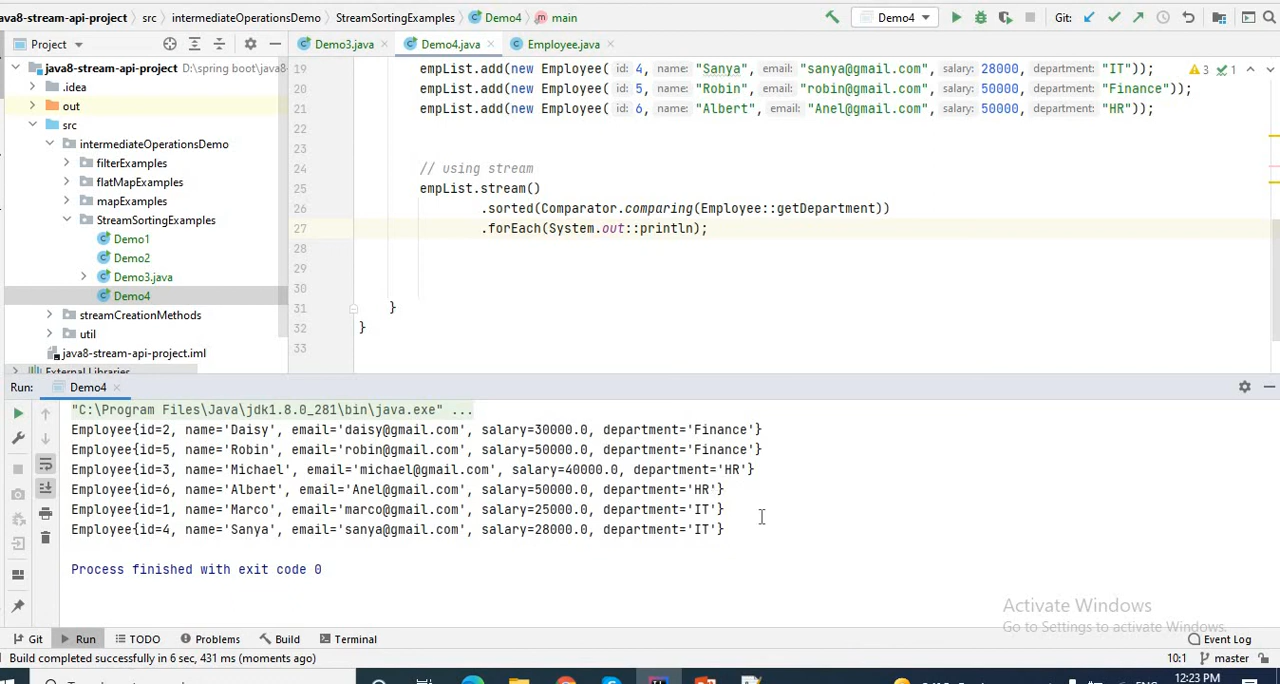 ava8-stream-api-project src intermediateOperationsDemo StreamSortingExamples Demo4 main Demo4 Git:
Project Demo3.java Demo4.java Employee.java
java8-stream-api-project D:\spring boot\java8- 19 empList.add(new Employee( id: 4, name: "Sanya", email: "sanya@gmail.com", salary: 28000, department: "IT")); 3 1
.idea 20 empList.add(new Employee( id: 5, name: "Robin", email: "robin@gmail.com", salary: 50000, department: "Finance"));
out 21 empList.add(new Employee( id: 6, name: "Albert", email: "Anel@gmail.com", salary: 50000, department: "HR"));
src 22
intermediateOperationsDemo 23
filterExamples 24 // using stream
flatMapExamples 25 empList.stream()
mapExamples 26 .sorted(Comparator.comparing(Employee::getDepartment))
StreamSortingExamples 27 .forEach(System.out::println);
Demo1 28
Demo2 29
Demo3.java 30
Demo4 31 }
streamCreationMethods 32 }
util 33
java8-stream-api-project.iml
External Libraries
Run: Demo4
"C:\Program Files\Java\jdk1.8.0_281\bin\java.exe" ...
Employee{id=2, name='Daisy', email='daisy@gmail.com', salary=30000.0, department='Finance'}
Employee{id=5, name='Robin', email='robin@gmail.com', salary=50000.0, department='Finance'}
Employee{id=3, name='Michael', email='michael@gmail.com', salary=40000.0, department='HR'}
Employee{id=6, name='Albert', email='Anel@gmail.com', salary=50000.0, department='HR'}
Employee{id=1, name='Marco', email='marco@gmail.com', salary=25000.0, department='IT'}
Employee{id=4, name='Sanya', email='sanya@gmail.com', salary=28000.0, department='IT'}
Process finished with exit code 0
Activate Windows
Go to Settings to activate Windows.
Git Run TODO Problems Build Terminal Event Log
Build completed successfully in 6 sec, 431 ms (moments ago) 10:1 master
12:23 PM